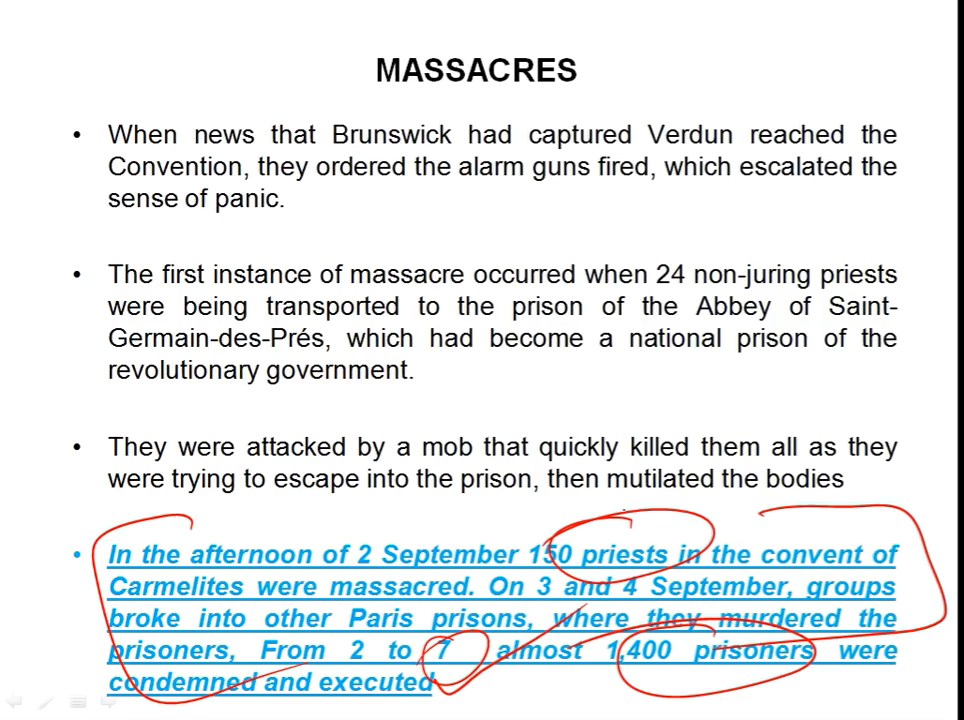 MASSACRES
• When news that Brunswick had captured Verdun reached the
Convention, they ordered the alarm guns fired, which escalated the
sense of panic.
• The first instance of massacre occurred when 24 non-juring priests
were being transported to the prison of the Abbey of Saint-
Germain-des-Prés, which had become a national prison of the
revolutionary government.
• They were attacked by a mob that quickly killed them all as they
were trying to escape into the prison, then mutilated the bodies
• In the afternoon of 2 September 150 priests in the convent of
Carmelites were massacred. On 3 and 4 September, groups
broke into other Paris prisons, where they murdered the
prisoners, From 2 to 7 almost 1,400 prisoners were
condemned and executed